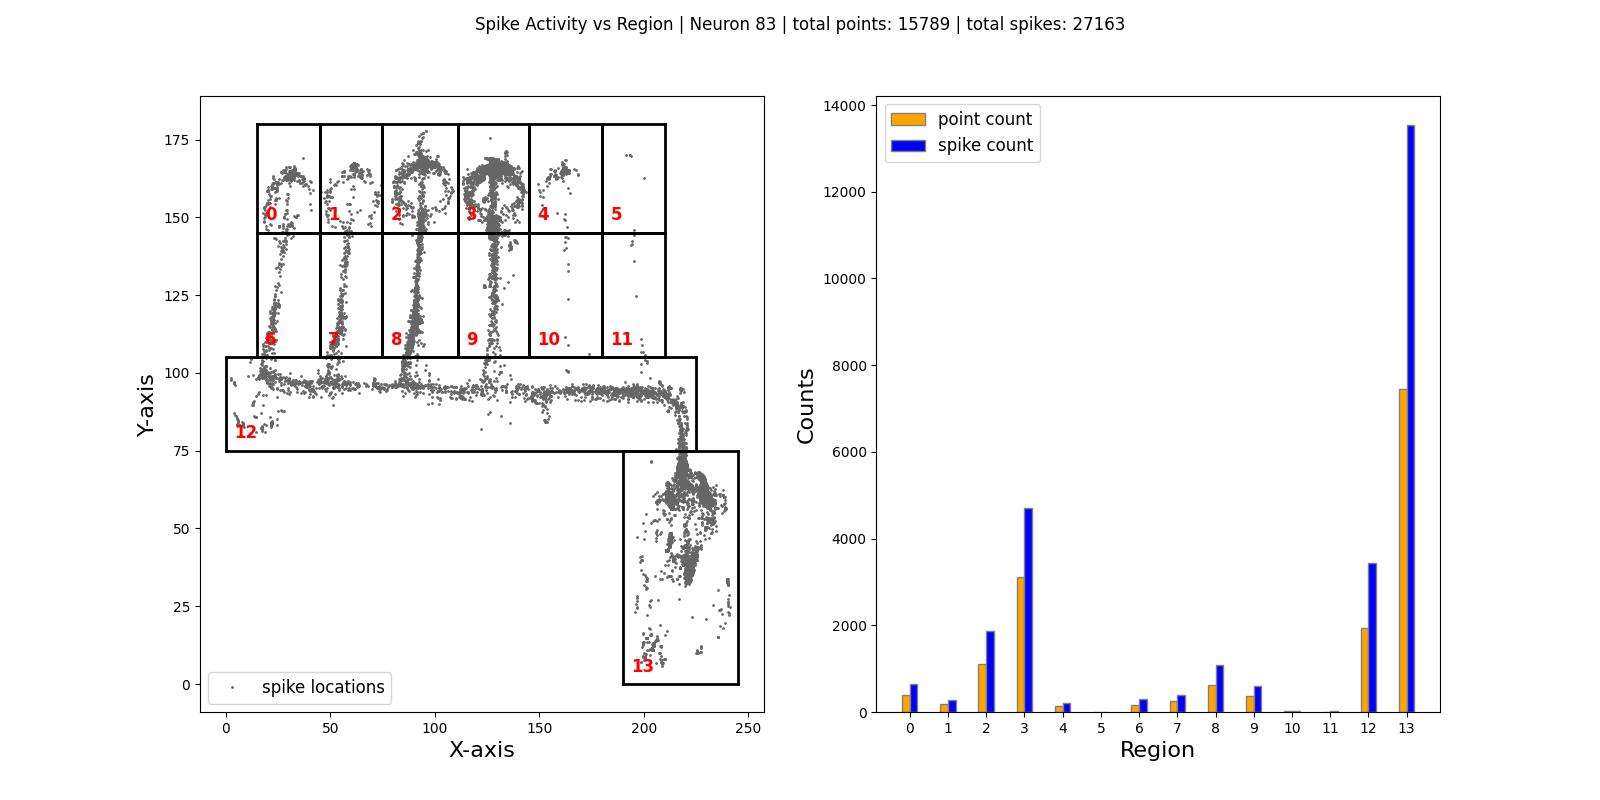 Spike Activity vs Region | Neuron 83 | total points: 15789 | total spikes: 27163
175
150
125
100
75
50
25
0
Y-axis
0 1 2 3 4 5
6 7 8 9 10 11
12
13
spike locations
0 50 100 150 200 250
X-axis
14000
12000
10000
8000
6000
4000
2000
0
Counts
point count
spike count
0 1 2 3 4 5 6 7 8 9 10 11 12 13
Region